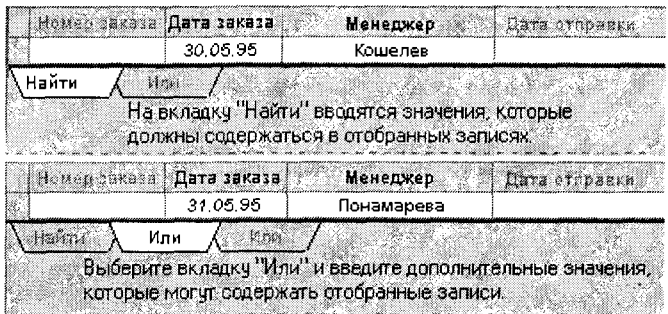 Номер заказа Дата заказа Менеджер Дата отправки
30.05.95 Кошелев
Найти Или
На вкладку "Найти" вводятся значения, которые
должны содержаться в отобранных записях.
Номер заказа Дата заказа Менеджер Дата отправки
31.05.95 Понамарева
Найти Или Или
Выберите вкладку "Или" и введите дополнительные значения,
которые могут содержать отобранные записи.